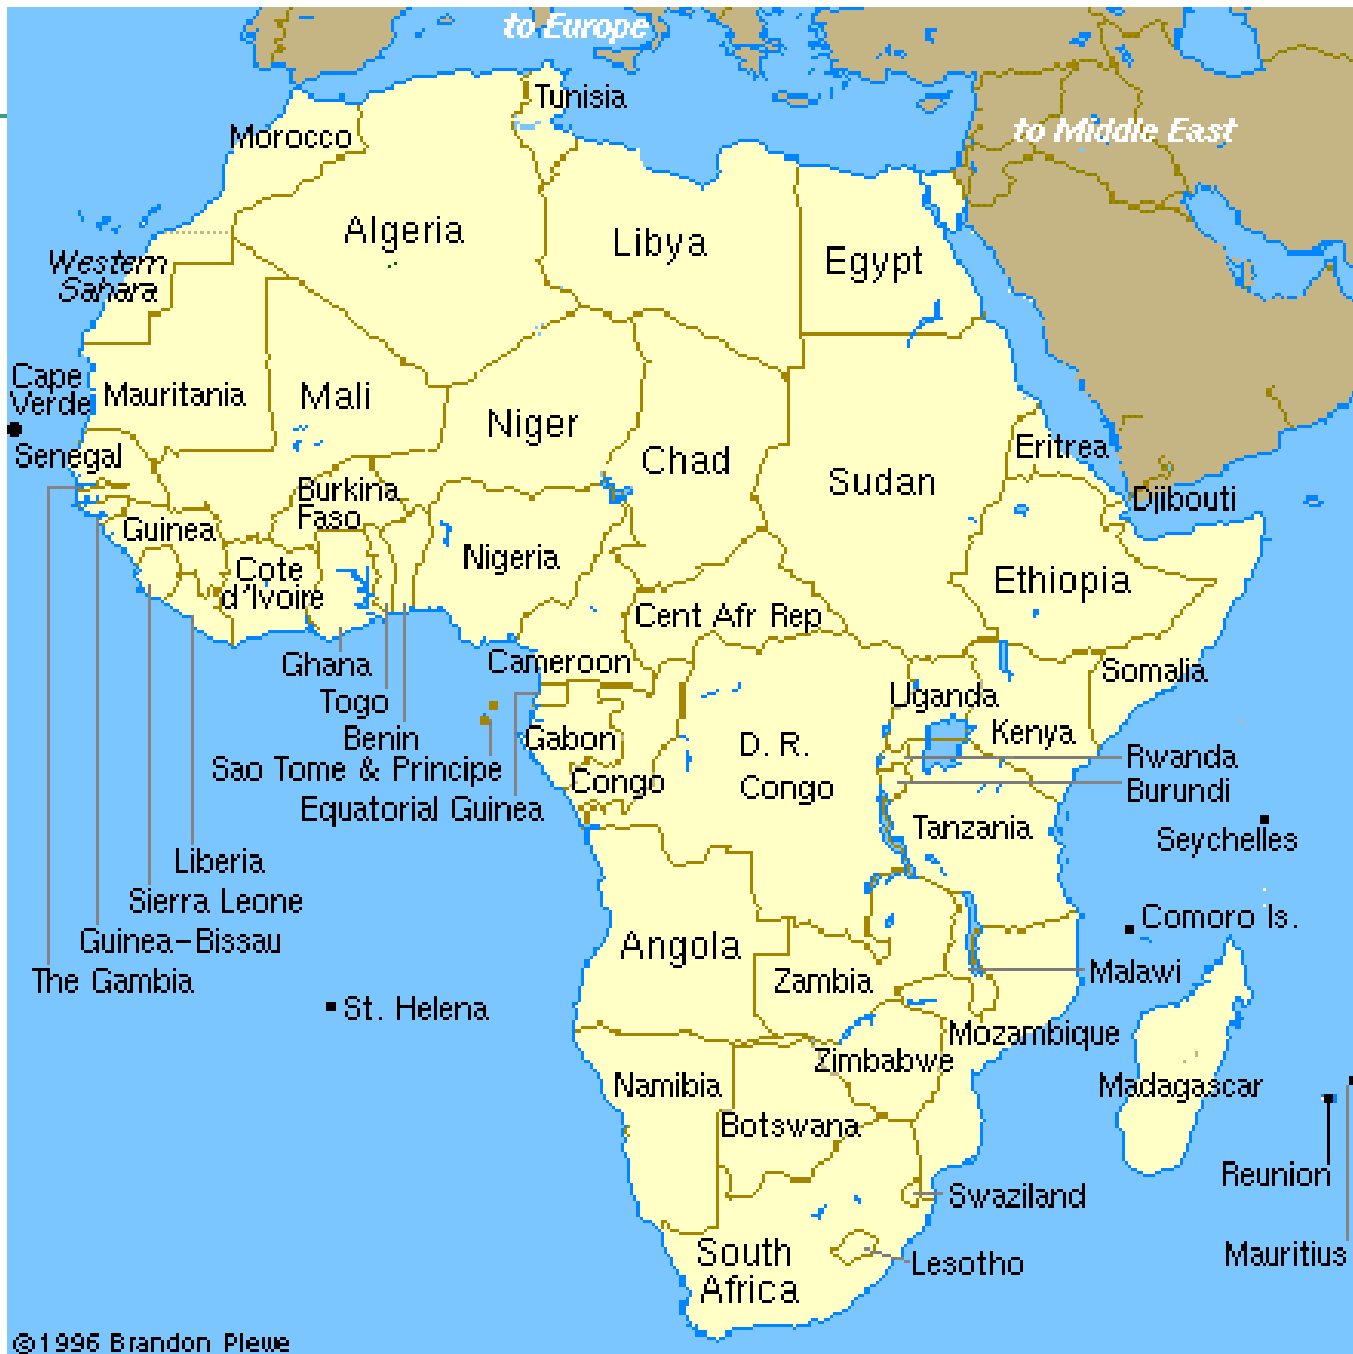 to Europe
Tunisia
to Middle East
Morocco
Algeria
Libya
Egypt
Western
Sahara
Cape
Verde
Mauritania
Mali
Niger
Chad
Sudan
Eritrea
Senegal
Burkina
Faso
Djibouti
Guinea
Nigeria
Cote
d'Ivoire
Ethiopia
Cent Afr Rep
Ghana
Cameroon
Somalia
Togo
Uganda
Benin
Gabon
D. R.
Congo
Kenya
Sao Tome & Principe
Congo
Rwanda
Equatorial Guinea
Burundi
Tanzania
Seychelles
Liberia
Sierra Leone
Guinea-Bissau
Comoro Is.
Angola
The Gambia
Zambia
Malawi
St. Helena
Mozambique
Zimbabwe
Namibia
Madagascar
Botswana
Reunion
Swaziland
South
Africa
Lesotho
Mauritius
©1996 Brandon Plewe